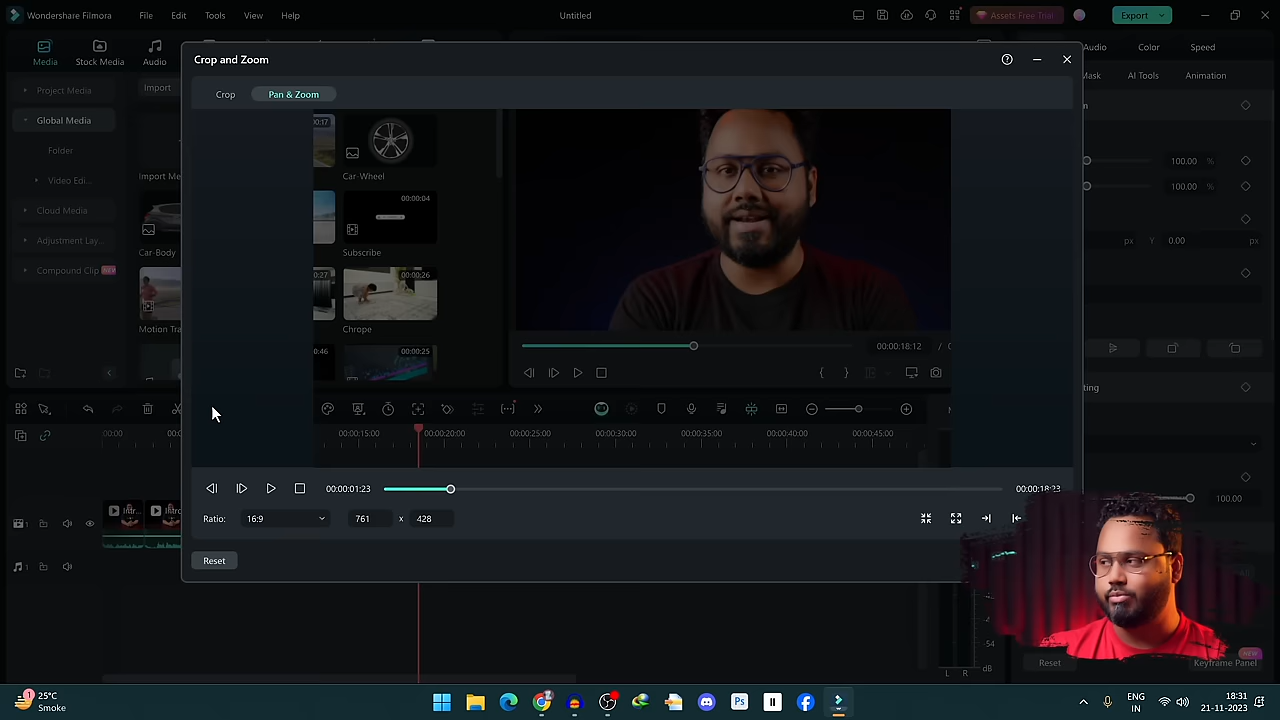 Wondershare Filmora
File
Edit
Tools
View
Help
Untitled
Assets Free Trial
Export
Media
Stock Media
Audio
Audio
Color
Speed
Crop and Zoom
Crop
Pan & Zoom
Mask
AI Tools
Animation
Project Media
Import
Global Media
Folder
Import Me
Video Edi...
Cloud Media
Car-Body
Adjustment Lay...
Compound Clip
NEW
Motion Tra
0:17
Car-Wheel
00:00:04
Subscribe
0:27
00:00:26
Chrope
0:46
00:00:25
100.00
%
100.00
%
px
Y
0.00
px
00:00:18:12
/
00:00
00:00:15:00
00:00:20:00
00:00:25:00
00:00:30:00
00:00:35:00
00:00:40:00
00:00:45:00
00:00:01:23
00:00:18:23
100.00
Ratio:
16:9
761
x
428
Reset
-54
dB
L
R
Reset
NEW
Keyframe Panel
25°C
Smoke
ENG
IN
18:31
21-11-2023